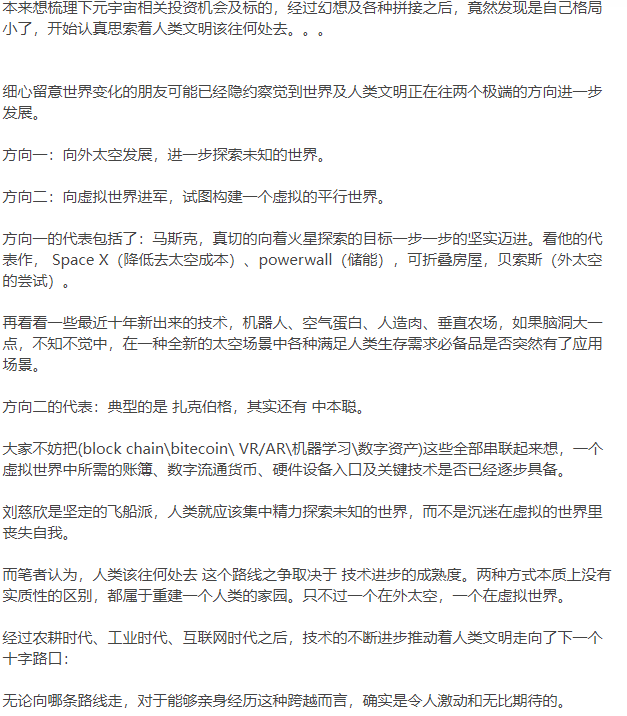 本来想梳理下元宇宙相关投资机会及标的，经过幻想及各种拼接之后，竟然发现是自己格局
小了，开始认真思索着人类文明该往何处去。。。
细心留意世界变化的朋友可能已经隐约察觉到世界及人类文明正在往两个极端的方向进一步
发展。
方向一：向外太空发展，进一步探索未知的世界。
方向二：向虚拟世界进军，试图构建一个虚拟的平行世界。
方向一的代表包括了：马斯克，真切的向着火星探索的目标一步一步的坚实迈进。看他的代
表作， Space X（降低去太空成本）、powerwall（储能），可折叠房屋，贝索斯（外太空
的尝试）。
再看看一些最近十年新出来的技术，机器人、空气蛋白、人造肉、垂直农场，如果脑洞大一
点，不知不觉中，在一种全新的太空场景中各种满足人类生存需求必备品是否突然有了应用
场景。
方向二的代表：典型的是 扎克伯格，其实还有 中本聪。
大家不妨把(block chain\bitecoin\ VR/AR\机器学习\数字资产)这些全部串联起来想，一个
虚拟世界中所需的账簿、数字流通货币、硬件设备入口及关键技术是否已经逐步具备。
刘慈欣是坚定的飞船派，人类就应该集中精力探索未知的世界，而不是沉迷在虚拟的世界里
丧失自我。
而笔者认为，人类该往何处去 这个路线之争取决于 技术进步的成熟度。两种方式本质上没有
实质性的区别，都属于重建一个人类的家园。只不过一个在外太空，一个在虚拟世界。
经过农耕时代、工业时代、互联网时代之后，技术的不断进步推动着人类文明走向了下一个
十字路口：
无论向哪条路线走，对于能够亲身经历这种跨越而言，确实是令人激动和无比期待的。